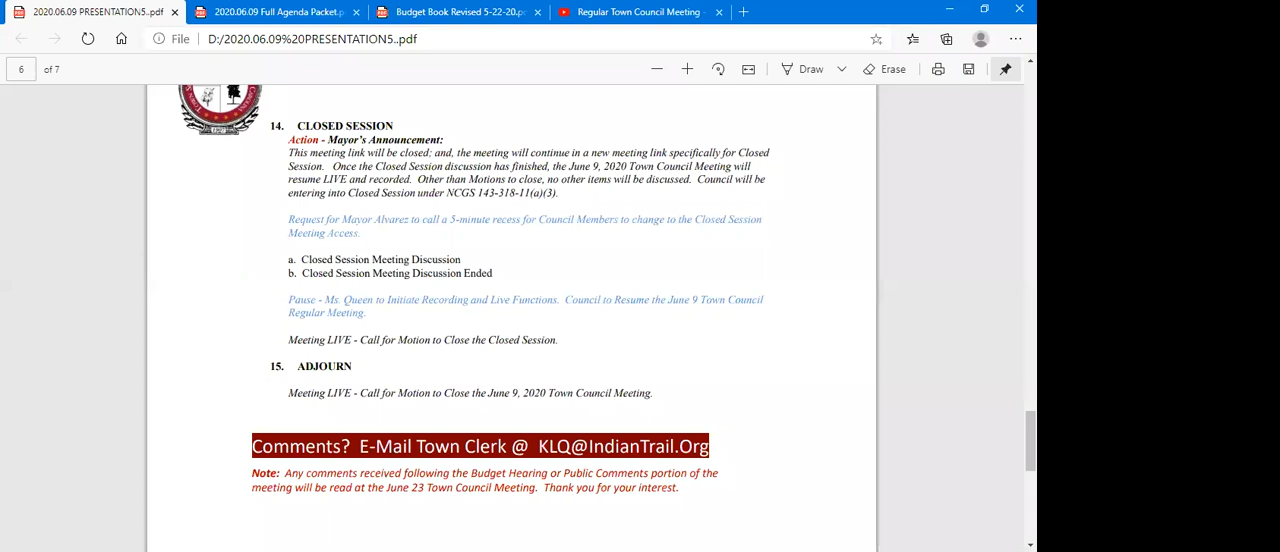 2020.06.09 PRESENTATION5..pdf
2020.06.09 Full Agenda Packet.p
Budget Book Revised 5-22-20.p
Regular Town Council Meeting -
File D:/2020.06.09%20PRESENTATION5..pdf
6 of 7
Draw
Erase
14. CLOSED SESSION
Action - Mayor's Announcement:
This meeting link will be closed; and, the meeting will continue in a new meeting link specifically for Closed
Session. Once the Closed Session discussion has finished, the June 9, 2020 Town Council Meeting will
resume LIVE and recorded. Other than Motions to close, no other items will be discussed. Council will be
entering into Closed Session under NCGS 143-318-11(a)(3).
Request for Mayor Alvarez to call a 5-minute recess for Council Members to change to the Closed Session
Meeting Access.
a. Closed Session Meeting Discussion
b. Closed Session Meeting Discussion Ended
Pause - Ms. Queen to Initiate Recording and Live Functions. Council to Resume the June 9 Town Council
Regular Meeting.
Meeting LIVE - Call for Motion to Close the Closed Session.
15. ADJOURN
Meeting LIVE - Call for Motion to Close the June 9, 2020 Town Council Meeting.
Comments? E-Mail Town Clerk @ KLQ@IndianTrail.Org
Note: Any comments received following the Budget Hearing or Public Comments portion of the
meeting will be read at the June 23 Town Council Meeting. Thank you for your interest.